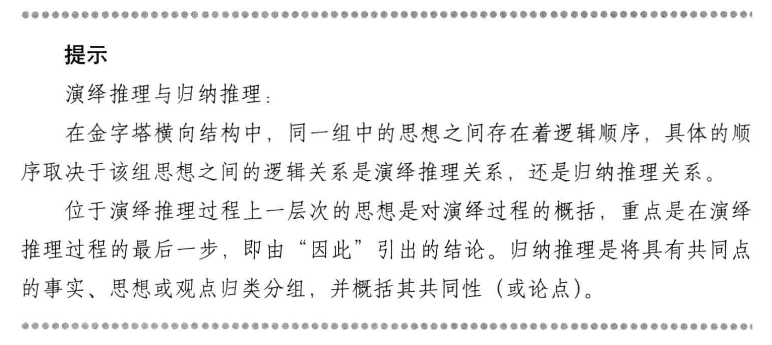 提示
演绎推理与归纳推理：
在金字塔横向结构中，同一组中的思想之间存在着逻辑顺序，具体的顺
序取决于该组思想之间的逻辑关系是演绎推理关系，还是归纳推理关系。
位于演绎推理过程上一层次的思想是对演绎过程的概括，重点是在演绎
推理过程的最后一步，即由“因此”引出的结论。归纳推理是将具有共同点
的事实、思想或观点归类分组，并概括其共同性（或论点）。